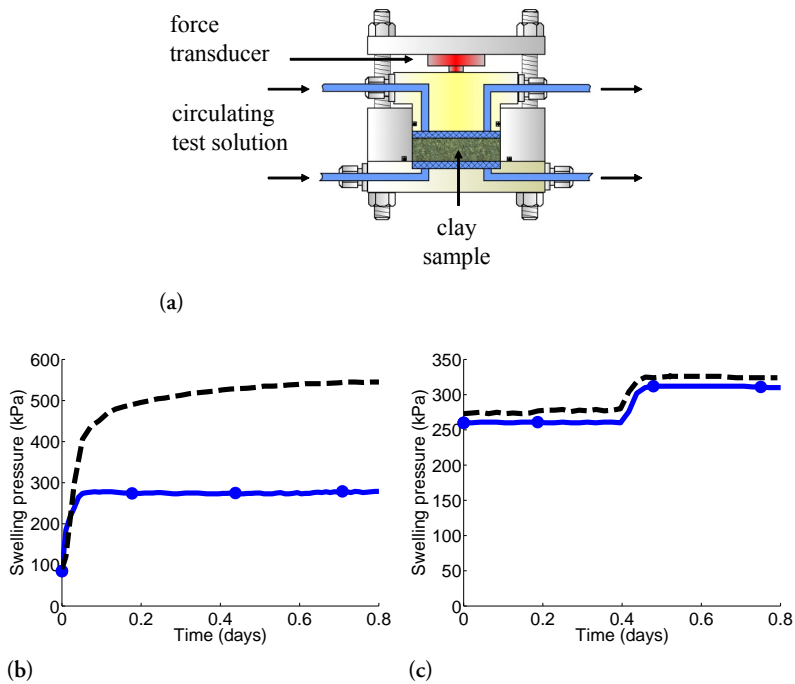 force
transducer
circulating
test solution
clay
sample
(a)
600
500
400
300
200
100
0
Swelling pressure (kPa)
0
0.2
0.4
0.6
0.8
Time (days)
(b)
350
300
250
200
150
100
50
0
Swelling pressure (kPa)
0
0.2
0.4
0.6
0.8
Time (days)
(c)